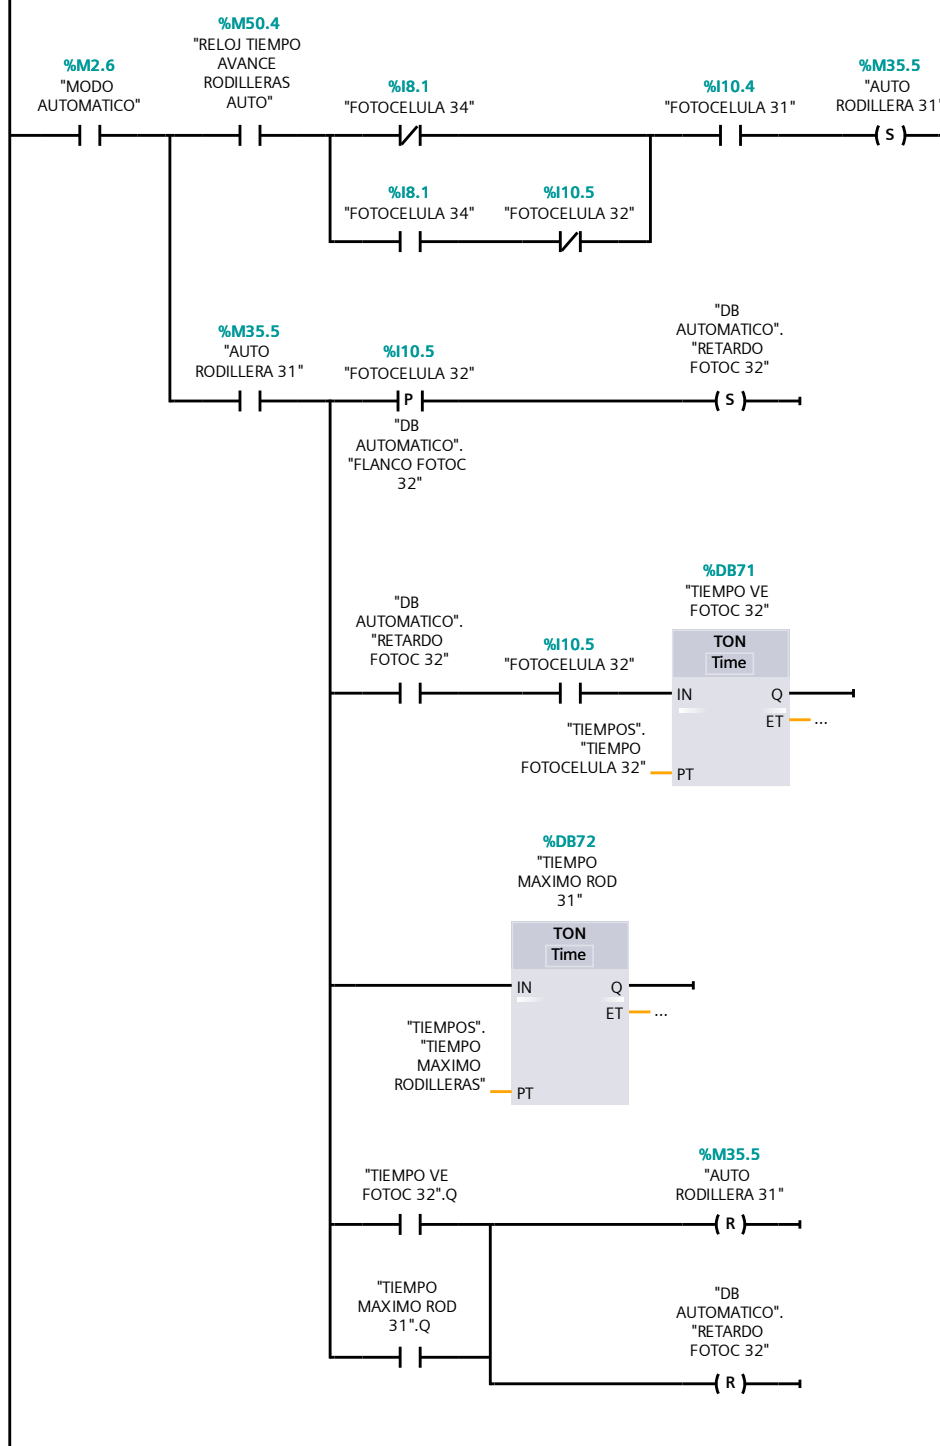 %M2.6
"MODO
AUTOMATICO"
%M50.4
"RELOJ TIEMPO
AVANCE
RODILLERAS
AUTO"
%I8.1
"FOTOCELULA 34"
%I10.4
"FOTOCELULA 31"
%M35.5
"AUTO
RODILLERA 31"
S
%I8.1
"FOTOCELULA 34"
%I10.5
"FOTOCELULA 32"
%M35.5
"AUTO
RODILLERA 31"
%I10.5
"FOTOCELULA 32"
P
"DB
AUTOMATICO".
"FLANCO FOTOC
32"
"DB
AUTOMATICO".
"RETARDO
FOTOC 32"
S
"DB
AUTOMATICO".
"RETARDO
FOTOC 32"
%I10.5
"FOTOCELULA 32"
%DB71
"TIEMPO VE
FOTOC 32"
TON
Time
IN Q
ET ...
"TIEMPOS".
"TIEMPO
FOTOCELULA 32" PT
%DB72
"TIEMPO
MAXIMO ROD
31"
TON
Time
IN Q
ET ...
"TIEMPOS".
"TIEMPO
MAXIMO
RODILLERAS" PT
"TIEMPO VE
FOTOC 32".Q
%M35.5
"AUTO
RODILLERA 31"
R
"TIEMPO
MAXIMO ROD
31".Q
"DB
AUTOMATICO".
"RETARDO
FOTOC 32"
R